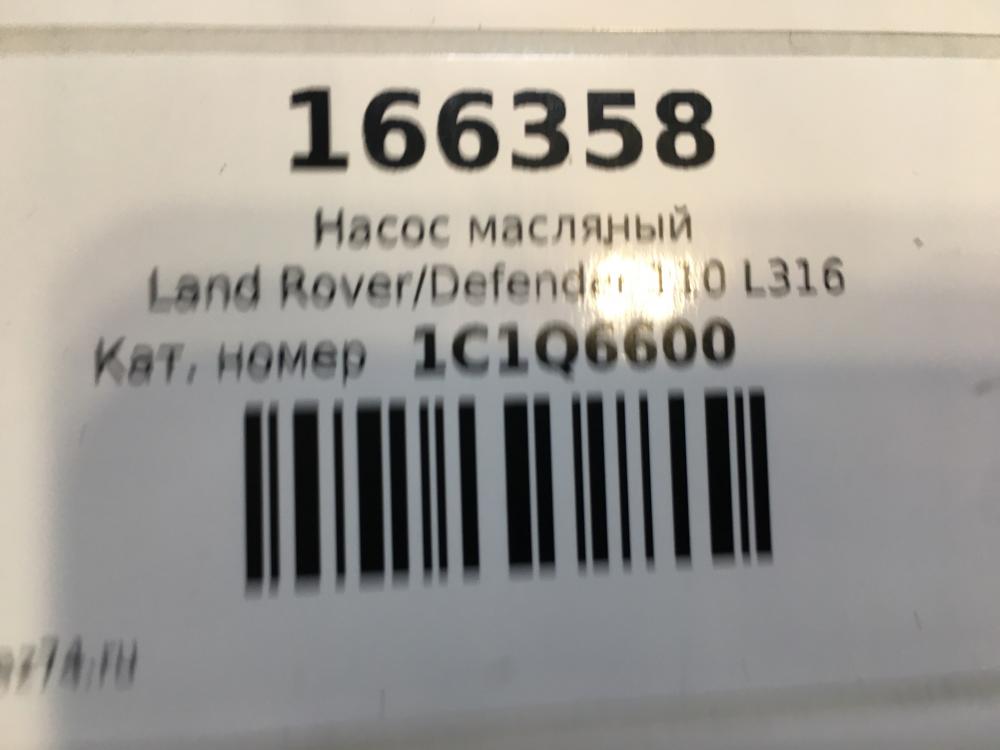 166358
Насос масляный
Land Rover/Defender 110 L316
Кат. номер 1C1Q6600